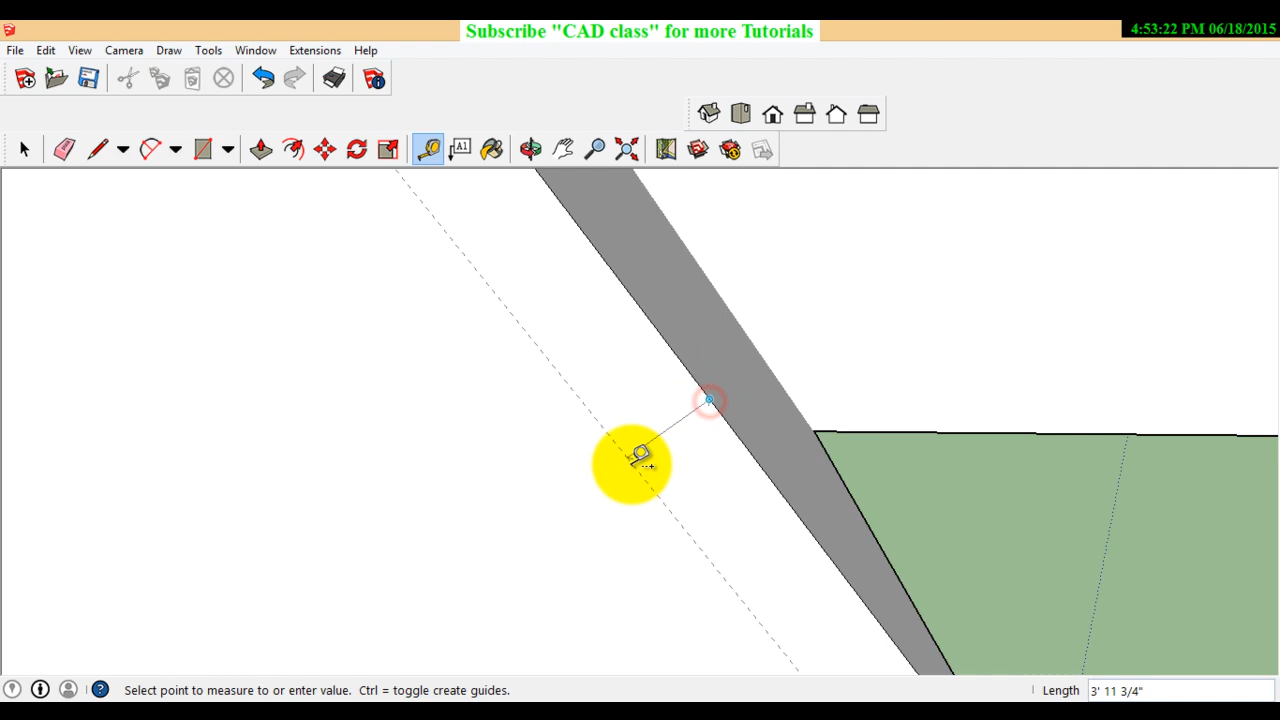 Subscribe "CAD class" for more Tutorials
4:53:22 PM 06/18/2015
File Edit View Camera Draw Tools Window Extensions Help
A1
Select point to measure to or enter value. Ctrl = toggle create guides.
Length 3' 11 3/4"